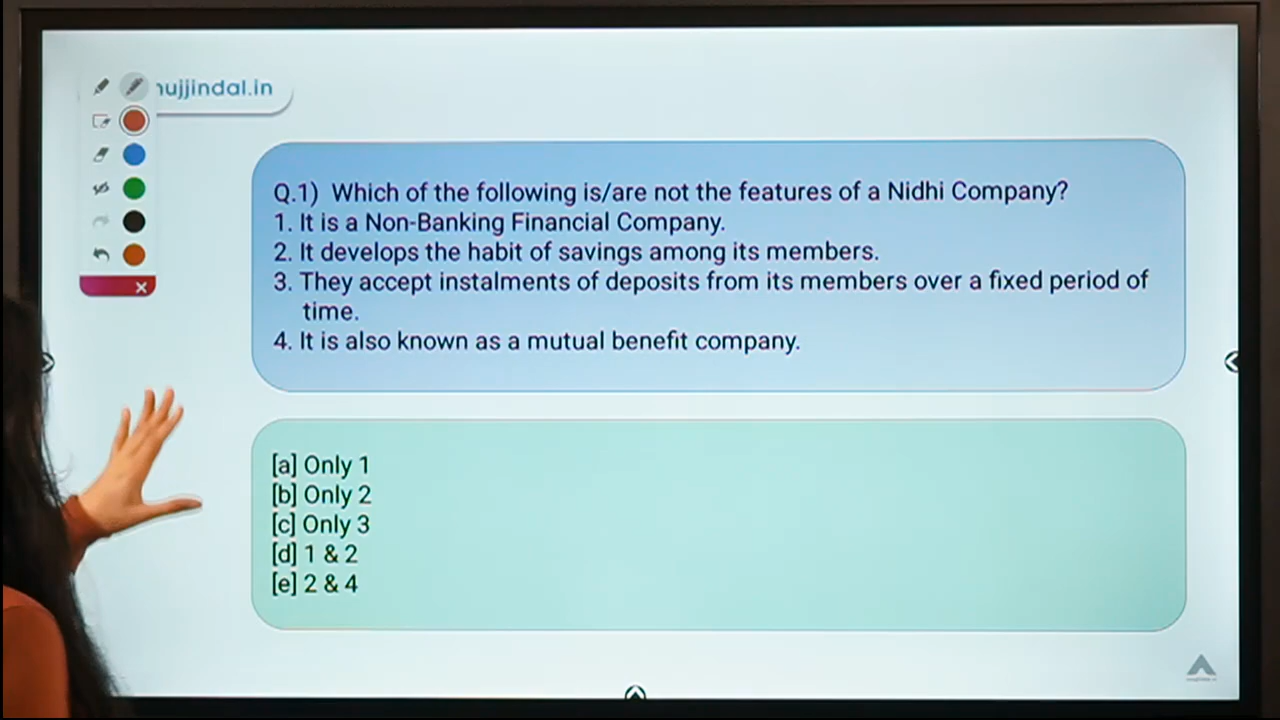 nujjindal.in
Q.1) Which of the following is/are not the features of a Nidhi Company?
1. It is a Non-Banking Financial Company.
2. It develops the habit of savings among its members.
3. They accept instalments of deposits from its members over a fixed period of
time.
4. It is also known as a mutual benefit company.
[a] Only 1
[b] Only 2
[c] Only 3
[d] 1 & 2
[e] 2 & 4